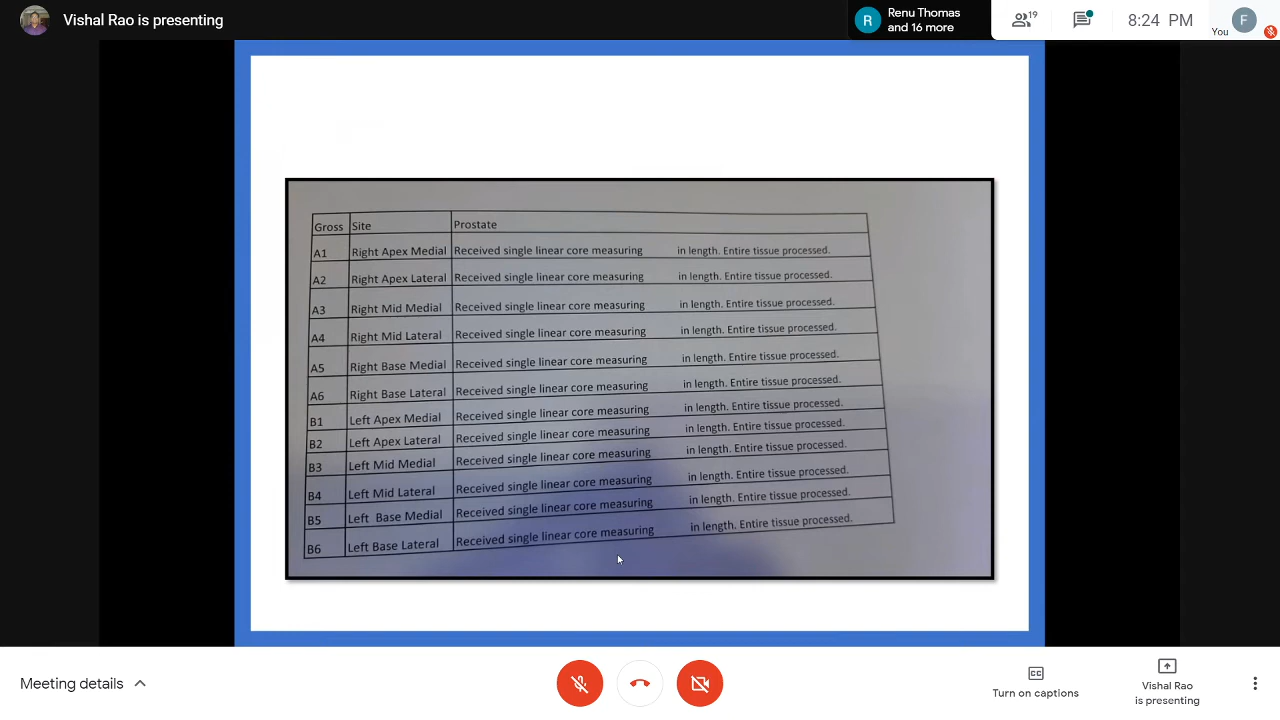 Vishal Rao is presenting
R
Renu Thomas
and 16 more
19
8:24 PM
You
F
Gross Site Prostate
A1 Right Apex Medial Received single linear core measuring in length. Entire tissue processed.
A2 Right Apex Lateral Received single linear core measuring in length. Entire tissue processed.
A3 Right Mid Medial Received single linear core measuring in length. Entire tissue processed.
A4 Right Mid Lateral Received single linear core measuring in length. Entire tissue processed.
A5 Right Base Medial Received single linear core measuring in length. Entire tissue processed.
A6 Right Base Lateral Received single linear core measuring in length. Entire tissue processed.
B1 Left Apex Medial Received single linear core measuring in length. Entire tissue processed.
B2 Left Apex Lateral Received single linear core measuring in length. Entire tissue processed.
B3 Left Mid Medial Received single linear core measuring in length. Entire tissue processed.
B4 Left Mid Lateral Received single linear core measuring in length. Entire tissue processed.
B5 Left Base Medial Received single linear core measuring in length. Entire tissue processed.
B6 Left Base Lateral Received single linear core measuring in length. Entire tissue processed.
Meeting details
CC
Turn on captions
Vishal Rao
is presenting